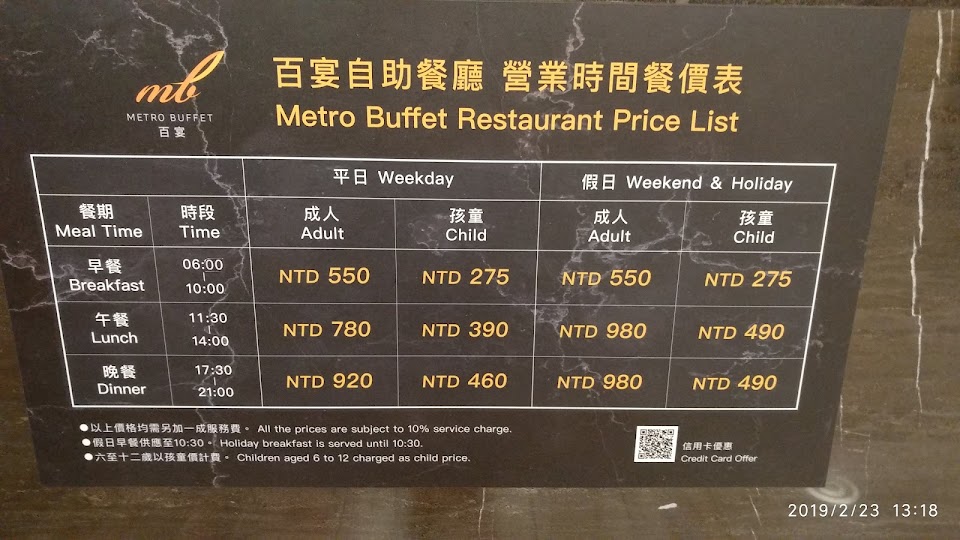 mb
METRO BUFFET
百宴
百宴自助餐廳 營業時間餐價表
Metro Buffet Restaurant Price List
平日 Weekday 假日 Weekend & Holiday
餐期 時段 成人 孩童 成人 孩童
Meal Time Time Adult Child Adult Child
早餐 06:00
Breakfast | NTD 550 NTD 275 NTD 550 NTD 275
10:00
午餐 11:30
Lunch | NTD 780 NTD 390 NTD 980 NTD 490
14:00
晚餐 17:30
Dinner | NTD 920 NTD 460 NTD 980 NTD 490
21:00
●以上價格均需另加一成服務費。 All the prices are subject to 10% service charge.
●假日早餐供應至10:30。 Holiday breakfast is served until 10:30.
●六至十二歲以孩童價計費。 Children aged 6 to 12 charged as child price.
信用卡優惠
Credit Card Offer
2019/2/23 13:18